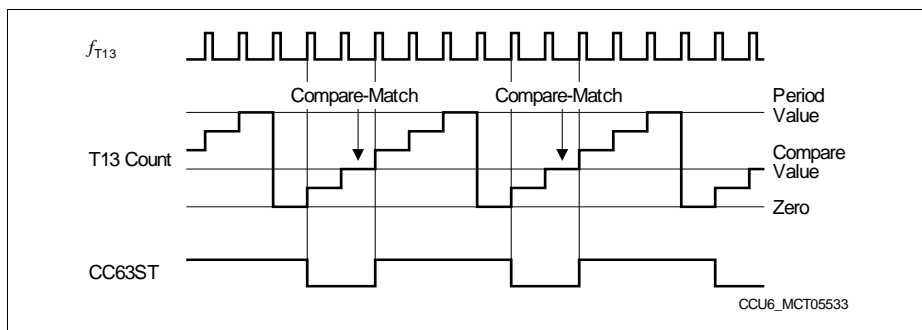 fT13
Compare-Match
Compare-Match
Period
Value
T13 Count
Compare
Value
Zero
CC63ST
CCU6_MCT05533